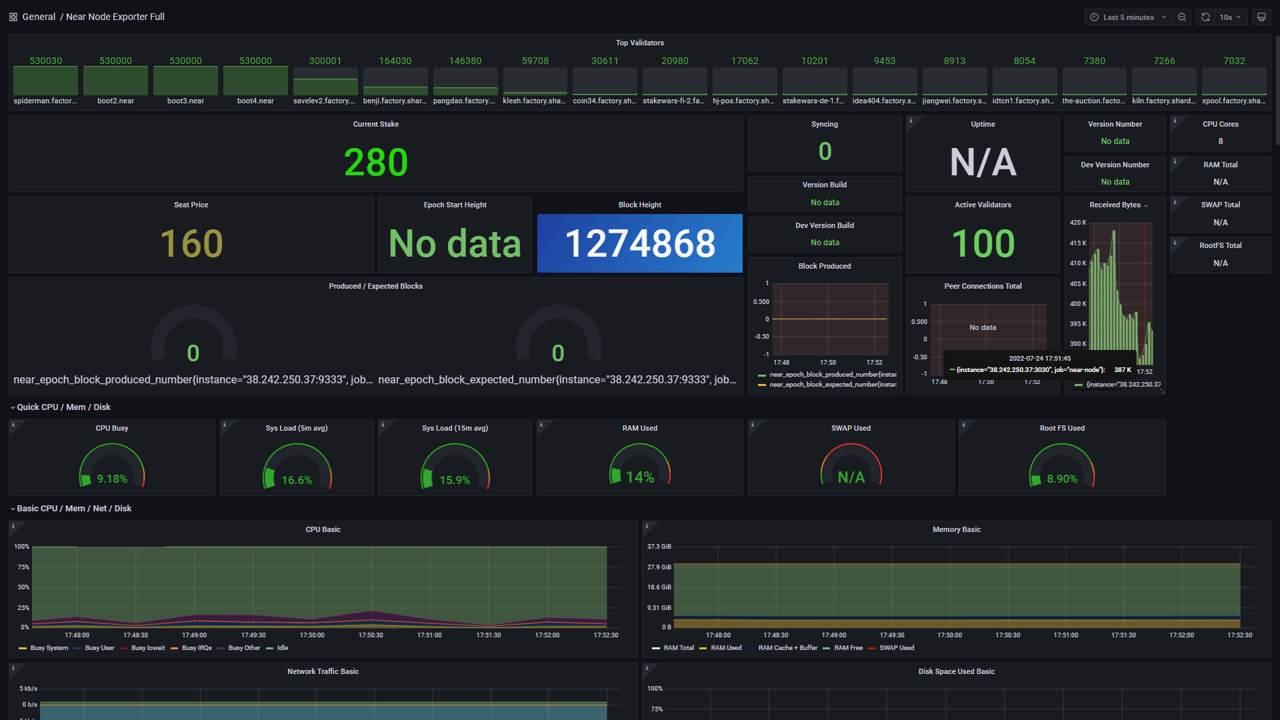 General / Near Node Exporter Full
Last 5 minutes
10s
Top Validators
530030 530000 530000 530000 300001 164030 146380 59708 30611 20980 17062 10201 9453 8913 8054 7380 7266 7032
spiderman.factor... boot2.near boot3.near boot4.near savelev2.factory.... benji.factory.shar... pangdao.factory.... klesh.factory.sha... coin34.factory.sh... stakewars-fi-2.fa... hj-pos.factory.sh... stakewars-de-1.f... idea404.factory.s... jiangwei.factory.s... idtcn1.factory.sh... the-auction.facto... kiln.factory.shard... xpool.factory.sha...
Current Stake
280
Syncing
0
Uptime
N/A
Version Number
No data
CPU Cores
8
Version Build
No data
Dev Version Number
No data
RAM Total
N/A
Seat Price
160
Epoch Start Height
No data
Block Height
1274868
Dev Version Build
No data
Active Validators
100
Received Bytes
420 K
415 K
410 K
405 K
400 K
395 K
390 K
17:52
{instance="38.242.250.37
SWAP Total
N/A
RootFS Total
N/A
Produced / Expected Blocks
0
0
near_epoch_block_produced_number{instance="38.242.250.37:9333", job... near_epoch_block_expected_number{instance="38.242.250.37:9333", job...
Block Produced
1
0.500
0
-0.50
-1
17:48 17:50 17:52
near_epoch_block_produced_number{instar
near_epoch_block_expected_number{instar
Peer Connections Total
1
0.500
0
-0.50
-1
No data
17:48 17:50 17:52
2022-07-24 17:51:45
{instance="38.242.250.37:3030", job="near-node"}: 387 K
Quick CPU / Mem / Disk
CPU Busy
9.18%
Sys Load (5m avg)
16.6%
Sys Load (15m avg)
15.9%
RAM Used
14%
SWAP Used
N/A
Root FS Used
8.90%
Basic CPU / Mem / Net / Disk
CPU Basic
100%
75%
50%
25%
0%
17:48:00 17:48:30 17:49:00 17:49:30 17:50:00 17:50:30 17:51:00 17:51:30 17:52:00 17:52:30
Busy System Busy User Busy Iowait Busy IRQs Busy Other Idle
Memory Basic
37.3 GiB
27.9 GiB
18.6 GiB
9.31 GiB
0 B
17:48:00 17:48:30 17:49:00 17:49:30 17:50:00 17:50:30 17:51:00 17:51:30 17:52:00 17:52:30
RAM Total RAM Used RAM Cache + Buffer RAM Free SWAP Used
Network Traffic Basic
5 kb/s
0 b/s
Disk Space Used Basic
100%
75%